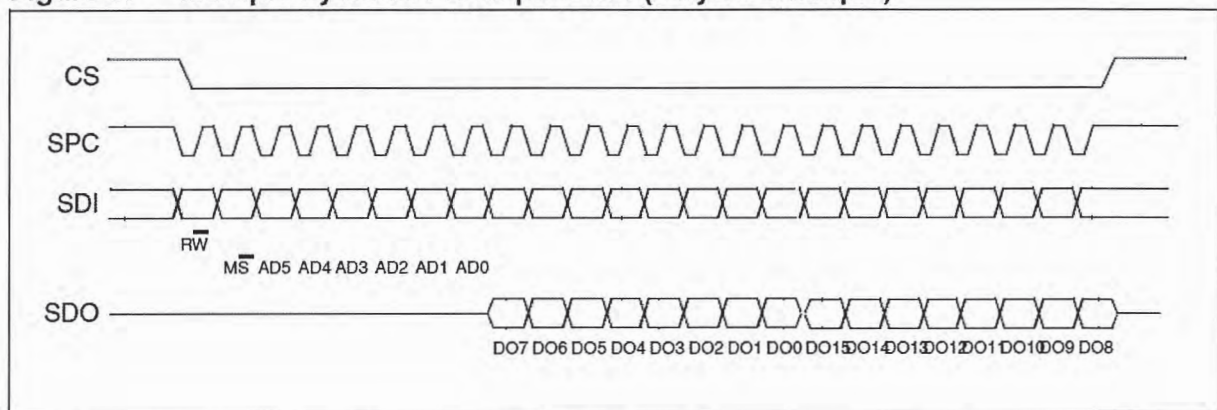 CS
SPC
SDI
RW
MS AD5 AD4 AD3 AD2 AD1 AD0
SDO
DO7 DO6 DO5 DO4 DO3 DO2 DO1 DO0 DO15 DO14 DO13 DO12 DO11 DO10 DO9 DO8